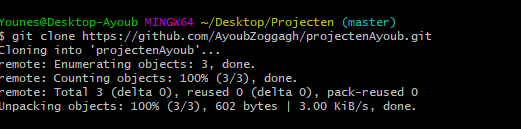 Younes@Desktop-Ayoub MINGW64 ~/Desktop/Projecten (master)
$ git clone https://github.com/AyoubZoggagh/projectenAyoub.git
Cloning into 'projectenAyoub'...
remote: Enumerating objects: 3, done.
remote: Counting objects: 100% (3/3), done.
remote: Total 3 (delta 0), reused 0 (delta 0), pack-reused 0
Unpacking objects: 100% (3/3), 602 bytes | 3.00 KiB/s, done.